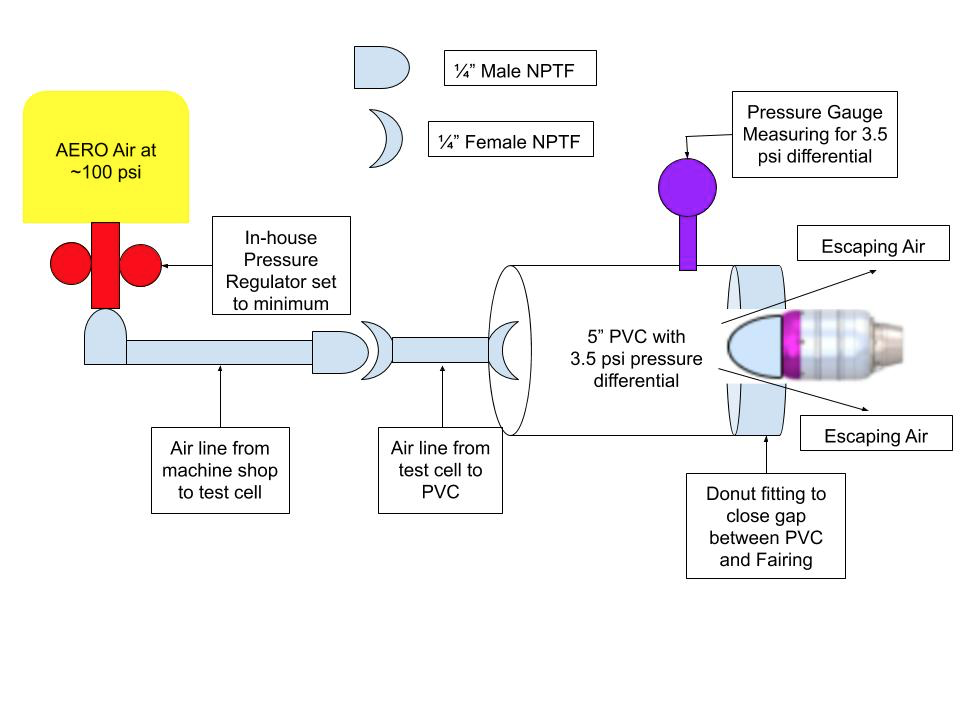 ¼” Male NPTF
¼” Female NPTF
AERO Air at
~100 psi
Pressure Gauge
Measuring for 3.5
psi differential
In-house
Pressure
Regulator set
to minimum
Escaping Air
5” PVC with
3.5 psi pressure
differential
Escaping Air
Air line from
machine shop
to test cell
Air line from
test cell to
PVC
Donut fitting to
close gap
between PVC
and Fairing